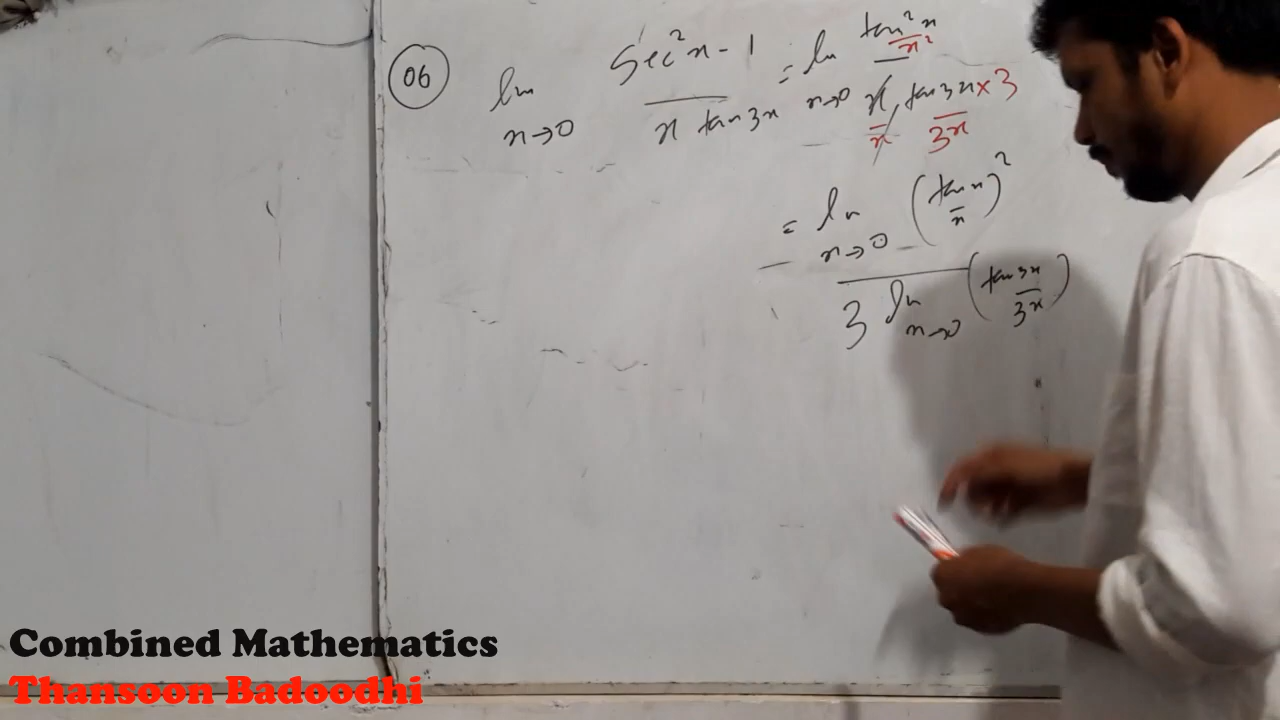 06 lim x→0 (sec²x - 1) / (x tan3x) = lim x→0 (tan²x / x²) / (x/x · tan3x/3x × 3)
= lim x→0 (tanx / x)² / 3 lim x→0 (tan3x / 3x)
Combined Mathematics
Thansoon Badoodhi